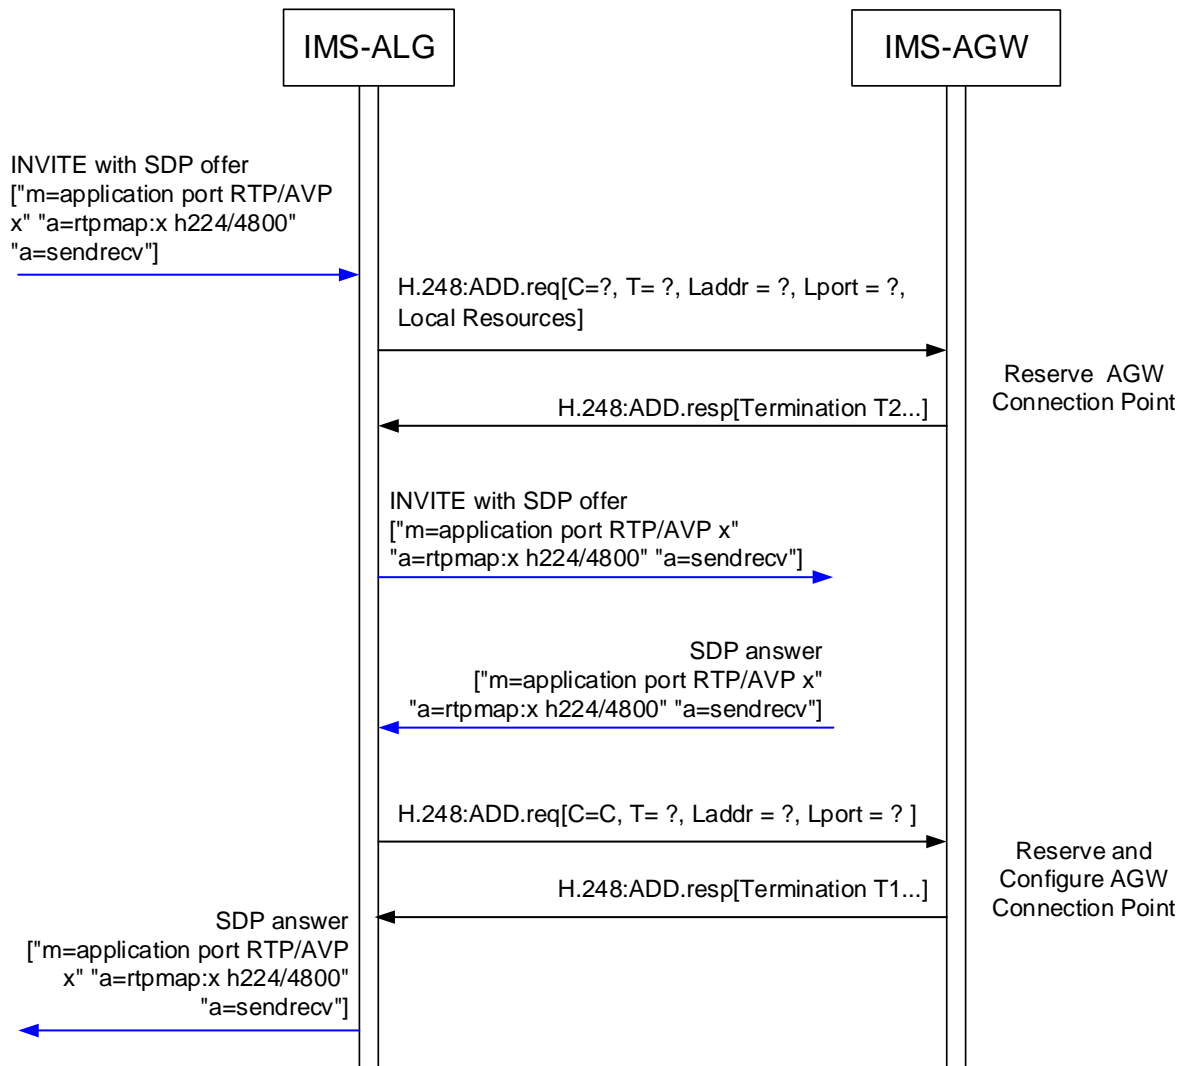 IMS-ALG
IMS-AGW
INVITE with SDP offer
["m=application port RTP/AVP
x" "a=rtpmap:x h224/4800"
"a=sendrecv"]
H.248:ADD.req[C=?, T= ?, Laddr = ?, Lport = ?,
Local Resources]
Reserve  AGW
Connection Point
H.248:ADD.resp[Termination T2...]
INVITE with SDP offer
["m=application port RTP/AVP x"
"a=rtpmap:x h224/4800" "a=sendrecv"]
SDP answer
["m=application port RTP/AVP x"
"a=rtpmap:x h224/4800" "a=sendrecv"]
H.248:ADD.req[C=C, T= ?, Laddr = ?, Lport = ? ]
Reserve and
Configure AGW
Connection Point
H.248:ADD.resp[Termination T1...]
SDP answer
["m=application port RTP/AVP
x" "a=rtpmap:x h224/4800"
"a=sendrecv"]